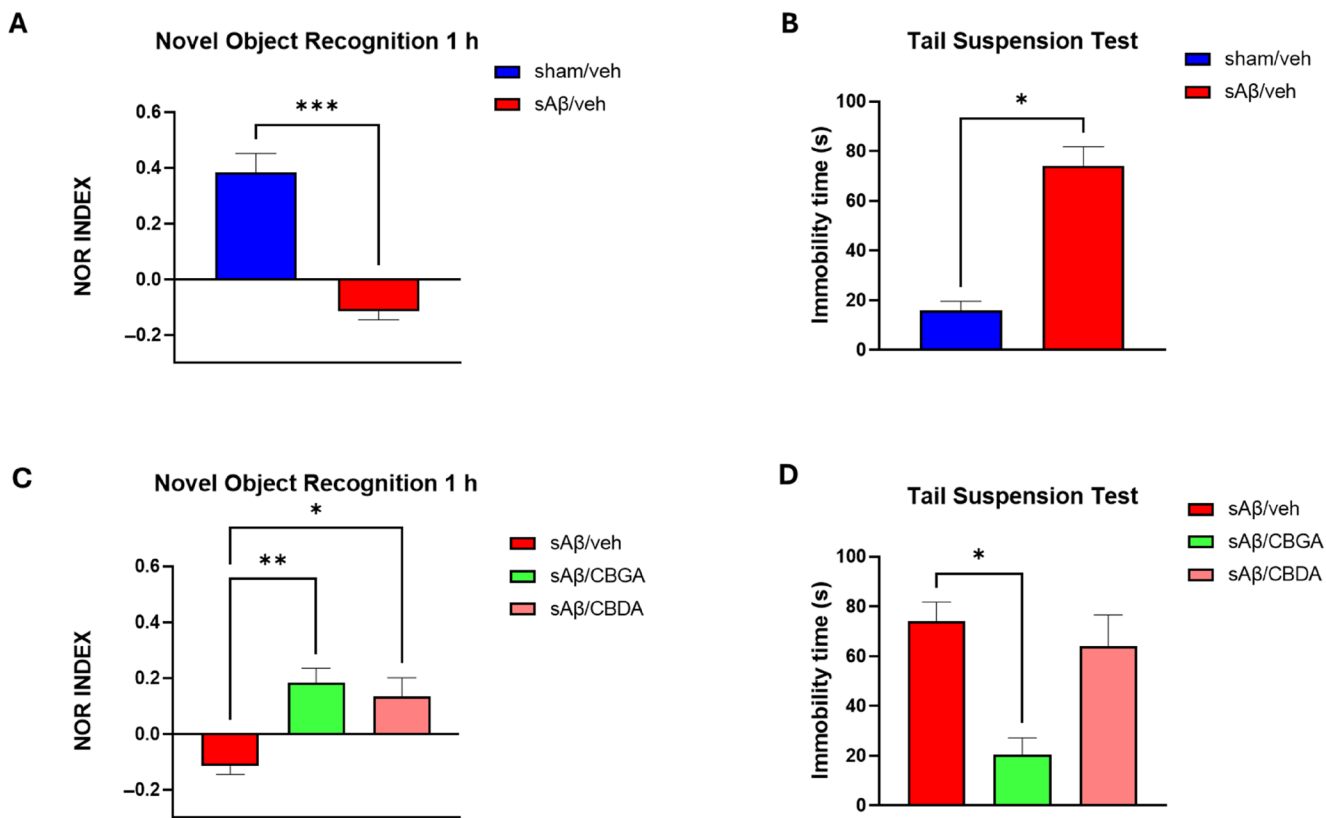 A
Novel Object Recognition 1 h
sham/veh
sAβ/veh
***
0.6
0.4
0.2
0.0
–0.2
NOR INDEX
B
Tail Suspension Test
sham/veh
sAβ/veh
*
100
80
60
40
20
0
Immobility time (s)
C
Novel Object Recognition 1 h
*
**
sAβ/veh
sAβ/CBGA
sAβ/CBDA
0.6
0.4
0.2
0.0
–0.2
NOR INDEX
D
Tail Suspension Test
sAβ/veh
sAβ/CBGA
sAβ/CBDA
*
100
80
60
40
20
0
Immobility time (s)